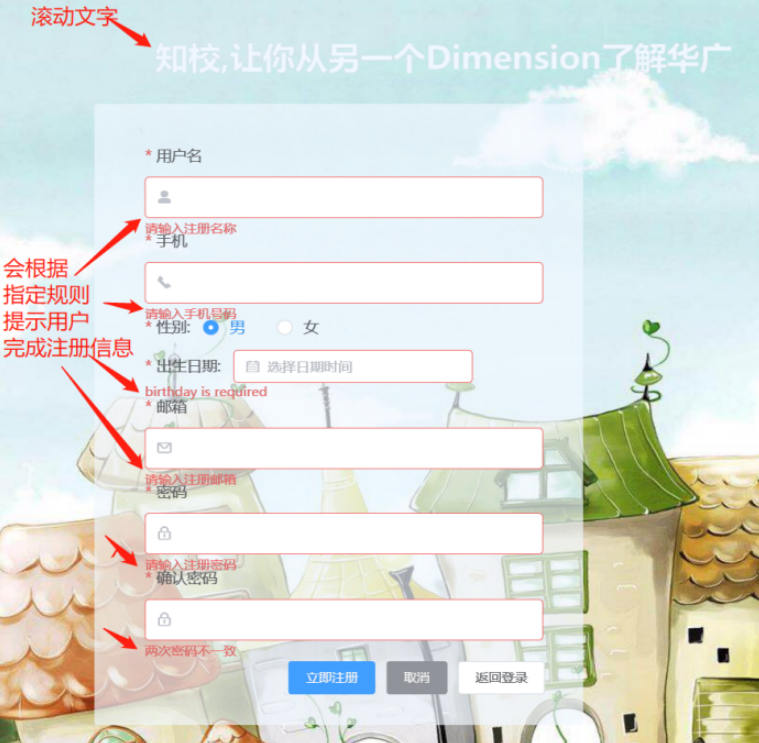 滚动文字
知校,让你从另一个Dimension了解华广
* 用户名
请输入注册名称
* 手机
请输入手机号码
* 性别: 男 女
* 出生日期: 选择日期时间
birthday is required
* 邮箱
请输入注册邮箱
* 密码
请输入注册密码
* 确认密码
两次密码不一致
立即注册 取消 返回登录
会根据
指定规则
提示用户
完成注册信息